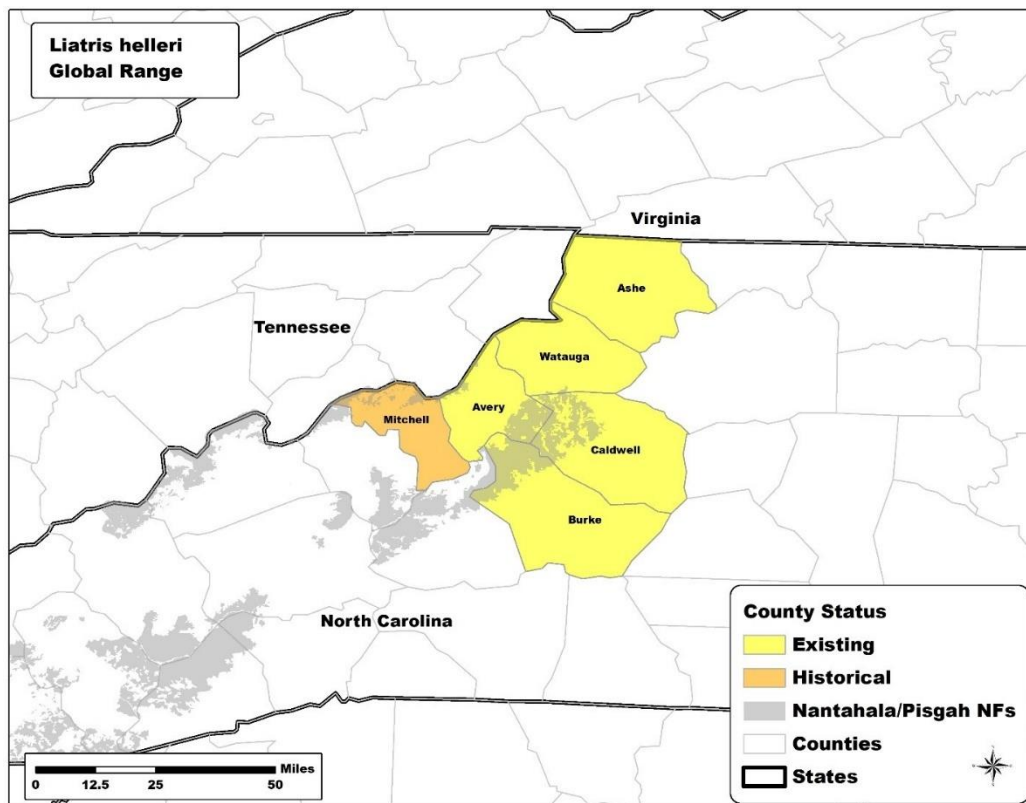 Liatris helleri
Global Range
Virginia
Ashe
Tennessee
Watauga
Mitchell
Avery
Caldwell
Burke
North Carolina
County Status
Existing
Historical
Nantahala/Pisgah NFs
Counties
States
Miles
0 12.5 25 50